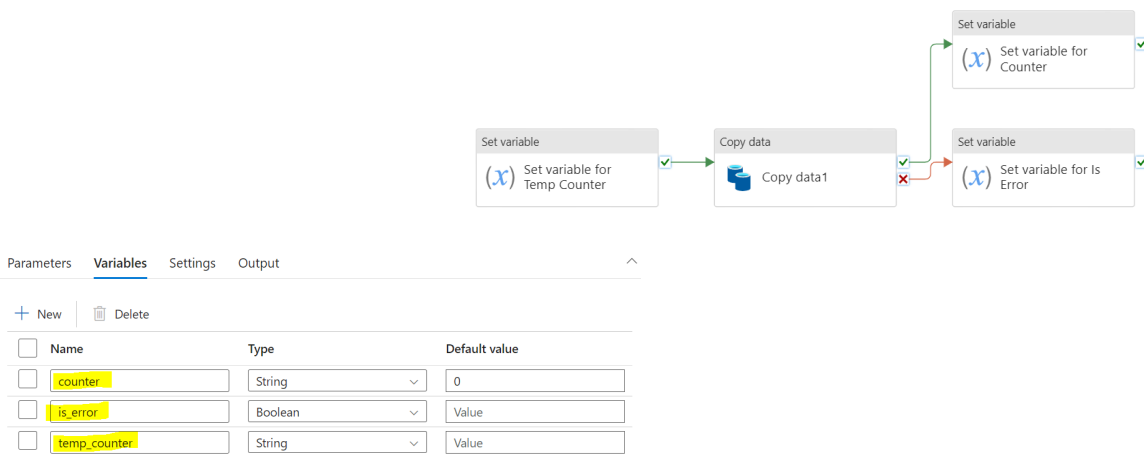 Set variable
(x) Set variable for
Counter
Set variable
(x) Set variable for
Temp Counter
Copy data
Copy data1
Set variable
(x) Set variable for Is
Error
Parameters Variables Settings Output
+ New Delete
Name Type Default value
counter String 0
is_error Boolean Value
temp_counter String Value